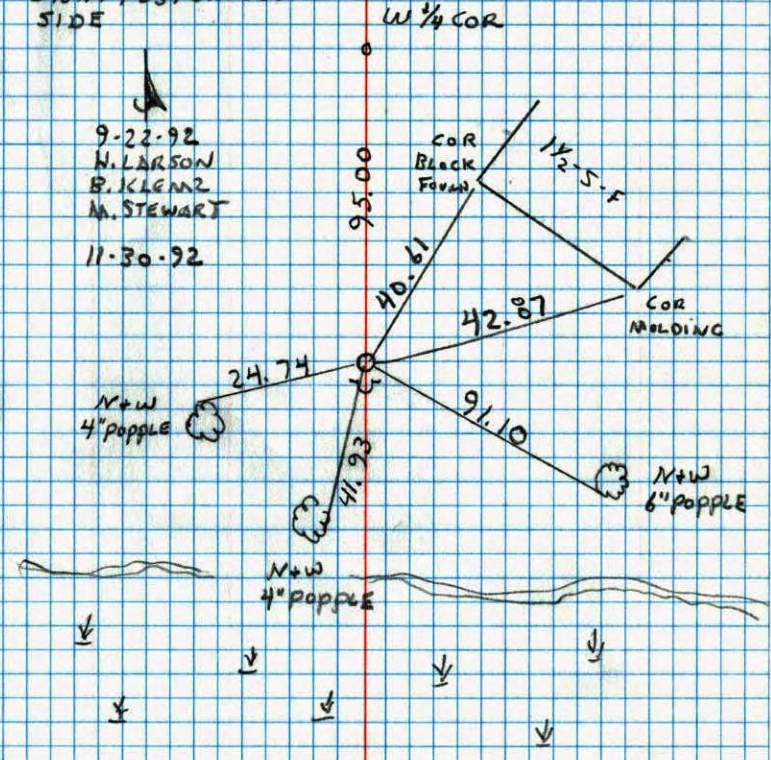 SIDE
W 1/4 COR
9-22-92
H. LARSON
B. KLEMZ
M. STEWART
11-30-92
95.00
COR
BLOCK
FOUND
1 1/2-S-F
40.61
42.87
COR
MOLDING
24.74
N+W
4" popple
91.10
N+W
6" popple
41.93
N+W
4" popple